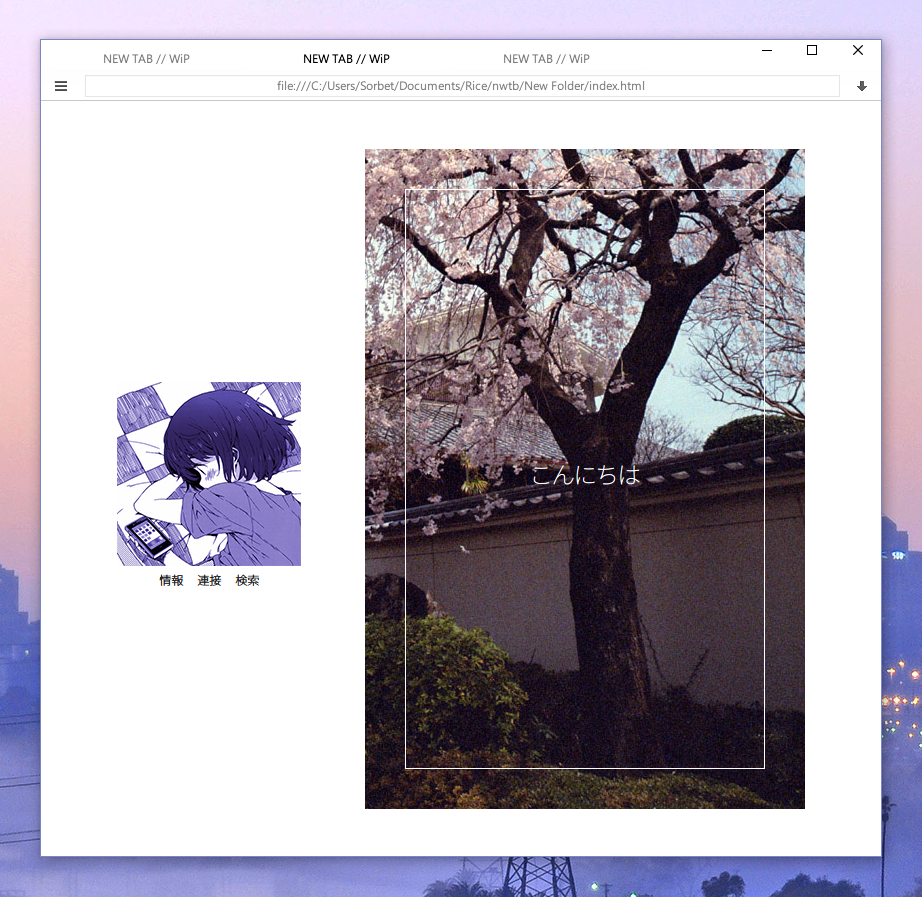 NEW TAB // WiP NEW TAB // WiP NEW TAB // WiP
file:///C:/Users/Sorbet/Documents/Rice/nwtb/New Folder/index.html
こんにちは
情報 連接 検索